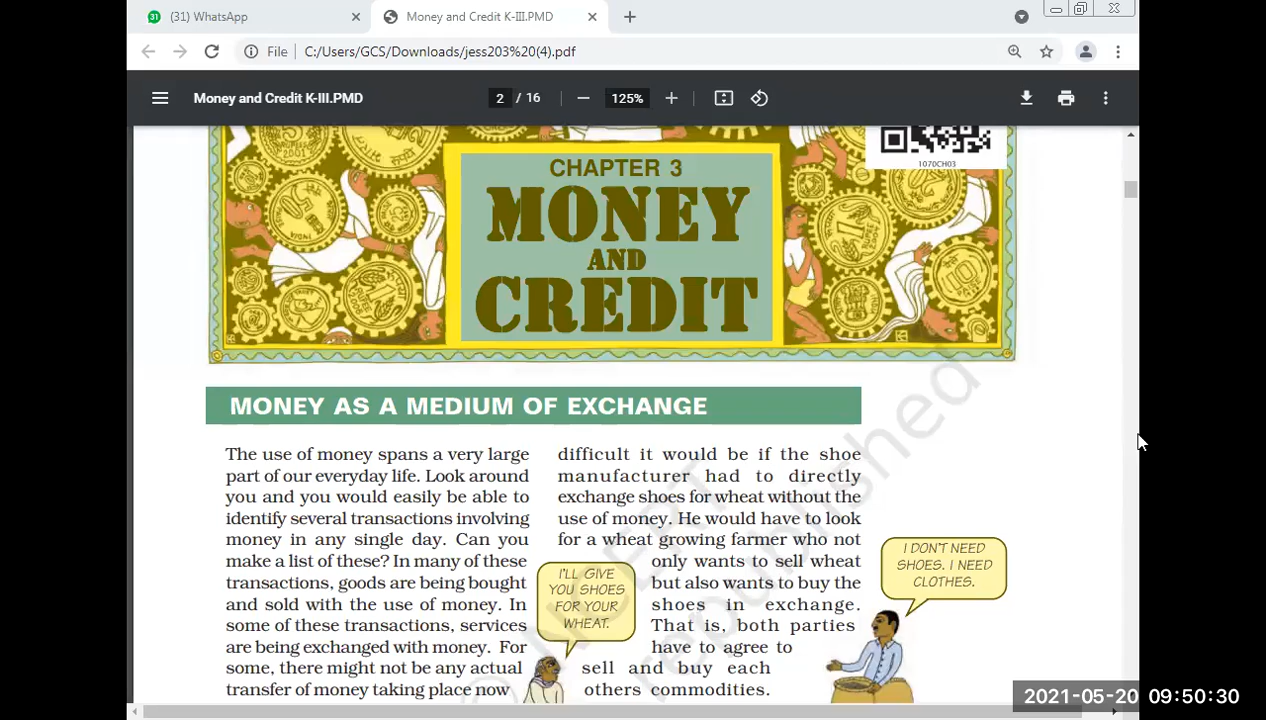 (31) WhatsApp
Money and Credit K-III.PMD
File
C:/Users/GCS/Downloads/jess203%20(4).pdf
Money and Credit K-III.PMD
2 / 16
125%
1070CH03
CHAPTER 3
MONEY
AND
CREDIT
MONEY AS A MEDIUM OF EXCHANGE
The use of money spans a very large
part of our everyday life. Look around
you and you would easily be able to
identify several transactions involving
money in any single day. Can you
make a list of these? In many of these
transactions, goods are being bought
and sold with the use of money. In
some of these transactions, services
are being exchanged with money. For
some, there might not be any actual
transfer of money taking place now
difficult it would be if the shoe
manufacturer had to directly
exchange shoes for wheat without the
use of money. He would have to look
for a wheat growing farmer who not
only wants to sell wheat
but also wants to buy the
shoes in exchange.
That is, both parties
have to agree to
sell and buy each
others commodities.
I'LL GIVE
YOU SHOES
FOR YOUR
WHEAT.
I DON'T NEED
SHOES. I NEED
CLOTHES.
© NCERT
republished
2021-05-20 09:50:30